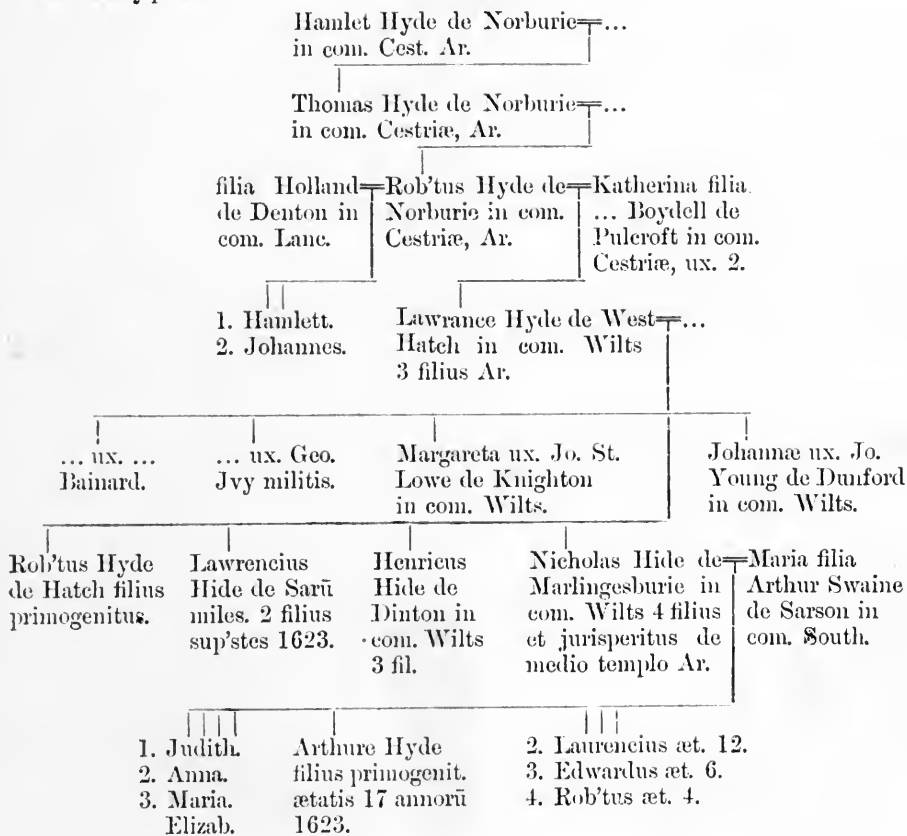 Hamlet Hyde de Norburie=...
in com. Cest. Ar.
Thomas Hyde de Norburie=...
in com. Cestriæ, Ar.
filia Holland=
de Denton in
com. Lanc.
Rob'tus Hyde de=
Norburie in com.
Cestriæ, Ar.
Katherina filia
... Boydell de
Pulcroft in com.
Cestriæ, ux. 2.
1. Hamlett.
2. Johannes.
Lawrance Hyde de West=...
Hatch in com. Wilts
3 filius Ar.
... ux. ...
Bainard.
... ux. Geo.
Jvy militis.
Margareta ux. Jo. St.
Lowe de Knighton
in com. Wilts.
Johannæ ux. Jo.
Young de Dunford
in com. Wilts.
Rob'tus Hyde
de Hatch filius
primogenitus.
Lawrencius
Hide de Sarū
miles. 2 filius
sup'stes 1623.
Henricus
Hide de
Dinton in
com. Wilts
3 fil.
Nicholas Hide de=
Marlingesburie in
com. Wilts 4 filius
et jurisperitus de
medio templo Ar.
Maria filia
Arthur Swaine
de Sarson in
com. South.
1. Judith.
2. Anna.
3. Maria.
Elizab.
Arthure Hyde
filius primogenit.
ætatis 17 annorū
1623.
2. Laurencius æt. 12.
3. Edwardus æt. 6.
4. Rob'tus æt. 4.